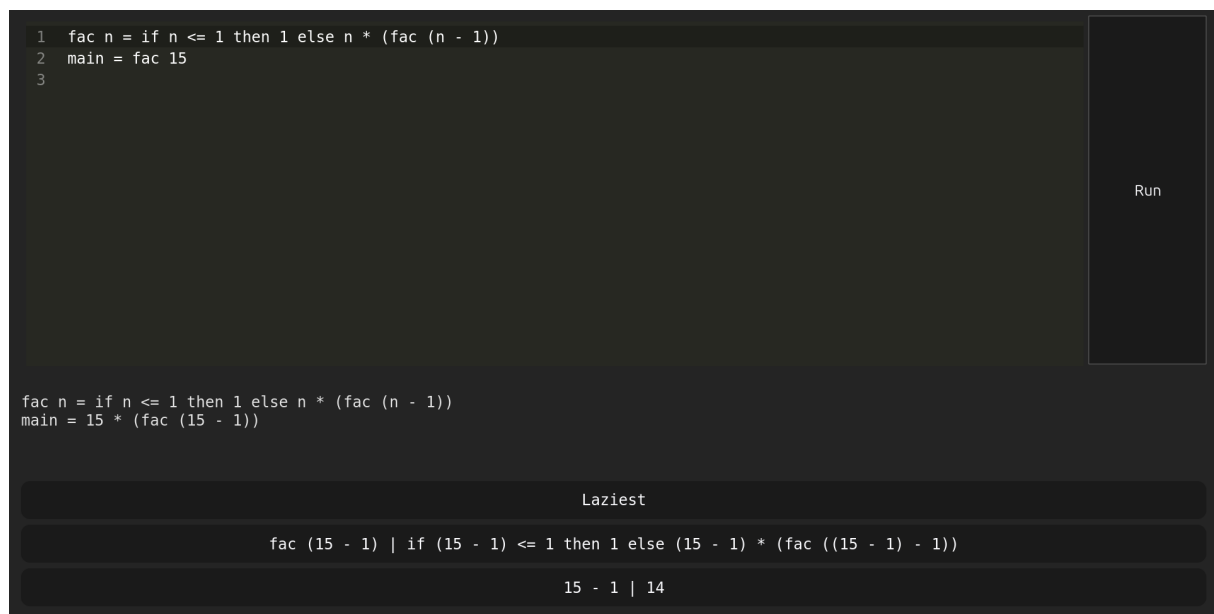 1 fac n = if n <= 1 then 1 else n * (fac (n - 1))
2 main = fac 15
3
Run
fac n = if n <= 1 then 1 else n * (fac (n - 1))
main = 15 * (fac (15 - 1))
Laziest
fac (15 - 1) | if (15 - 1) <= 1 then 1 else (15 - 1) * (fac ((15 - 1) - 1))
15 - 1 | 14